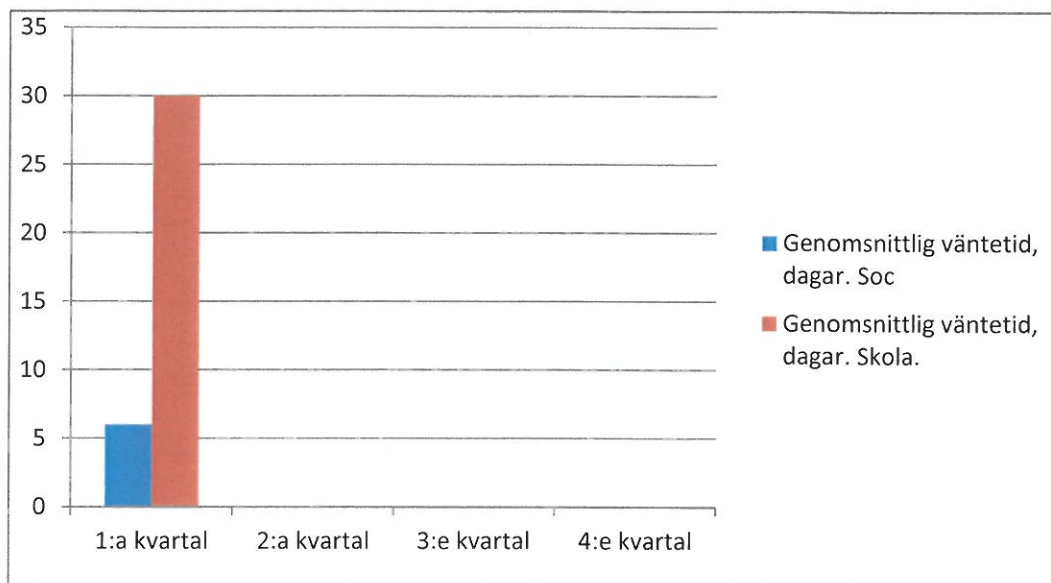 35
30
25
20
15
10
5
0
1:a kvartal 2:a kvartal 3:e kvartal 4:e kvartal
Genomsnittlig väntetid,
dagar. Soc
Genomsnittlig väntetid,
dagar. Skola.